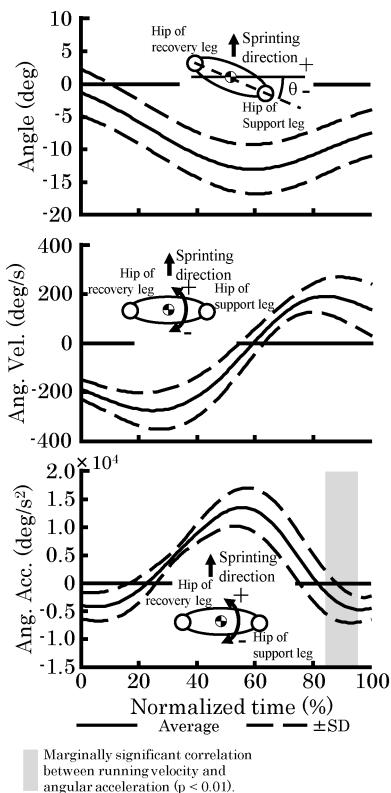 10
5
0
-5
-10
-15
-20
Angle (deg)
Hip of
recovery leg
Sprinting
direction
+
θ
-
Hip of
Support leg
400
200
0
-200
-400
Ang. Vel. (deg/s)
Hip of
recovery leg
Sprinting
direction
+
Hip of
support leg
-
×10⁴
2.0
1.5
1.0
0.5
0
-0.5
-1.0
-1.5
Ang. Acc. (deg/s²)
Sprinting
direction
Hip of
recovery leg
+
-
Hip of
support leg
0 20 40 60 80 100
Normalized time (%)
Average ±SD
Marginally significant correlation
between running velocity and
angular acceleration (p < 0.01).